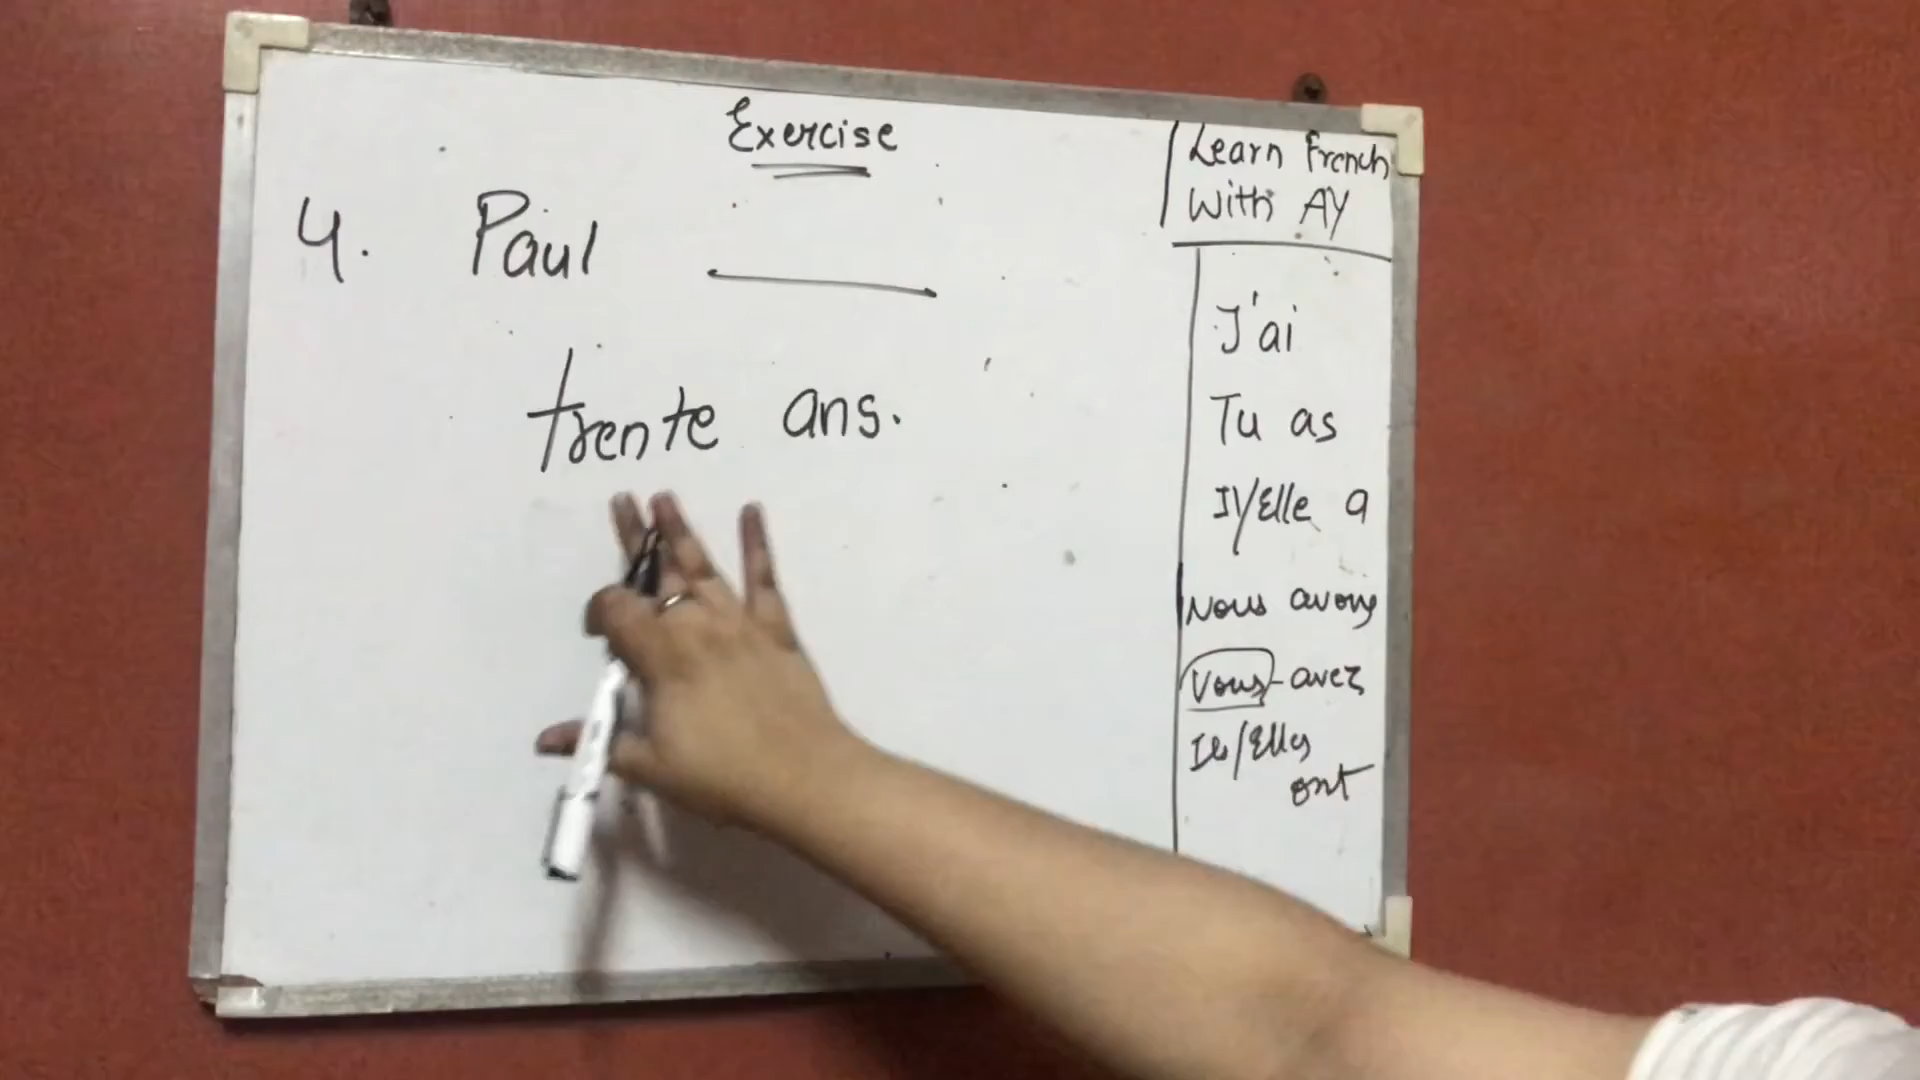 Exercise
4. Paul ______
trente ans.
Learn French
With AY
J'ai
Tu as
Il/Elle a
Nous avons
Vous - avez
Ils/Elles
ont